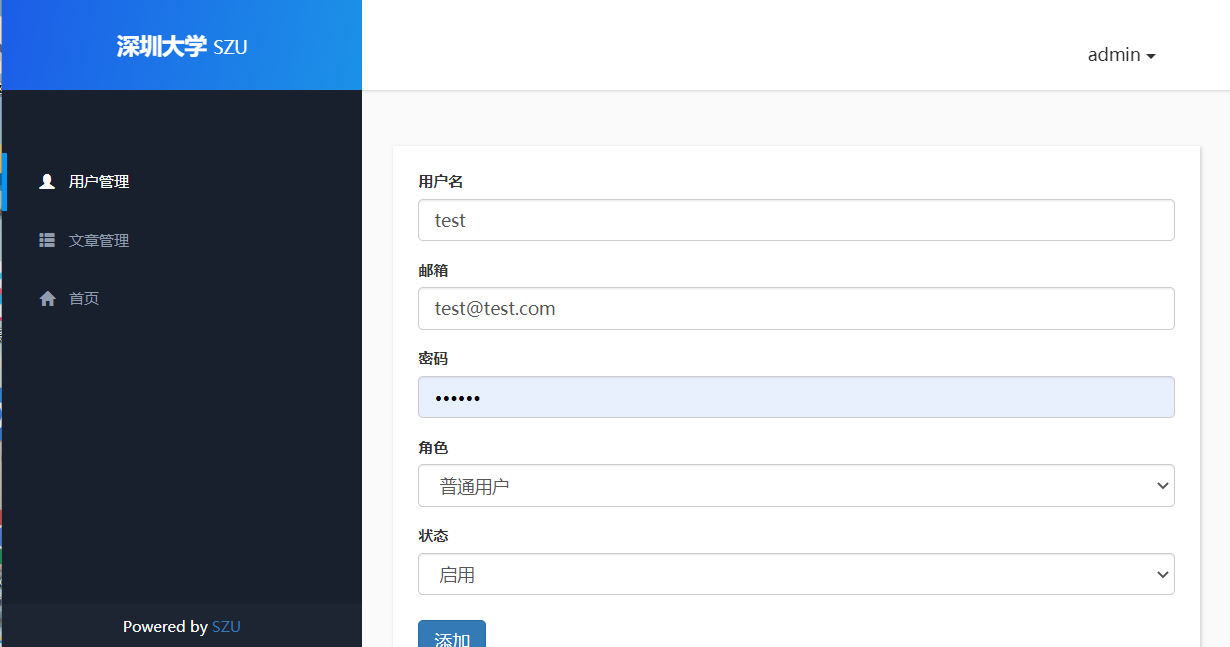 深圳大学 SZU
admin
用户管理
文章管理
首页
用户名
test
邮箱
test@test.com
密码
••••••
角色
普通用户
状态
启用
添加
Powered by SZU